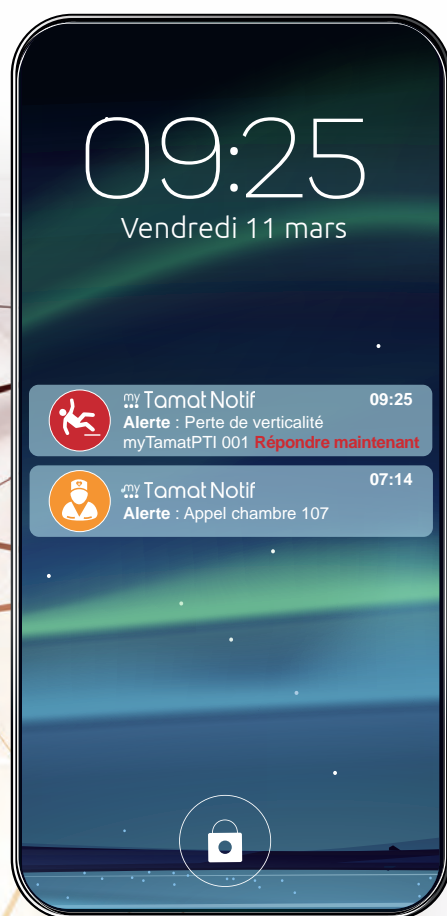 09:25
Vendredi 11 mars
my Tamat Notif 09:25
Alerte : Perte de verticalité
myTamatPTI 001 Répondre maintenant
my Tamat Notif 07:14
Alerte : Appel chambre 107